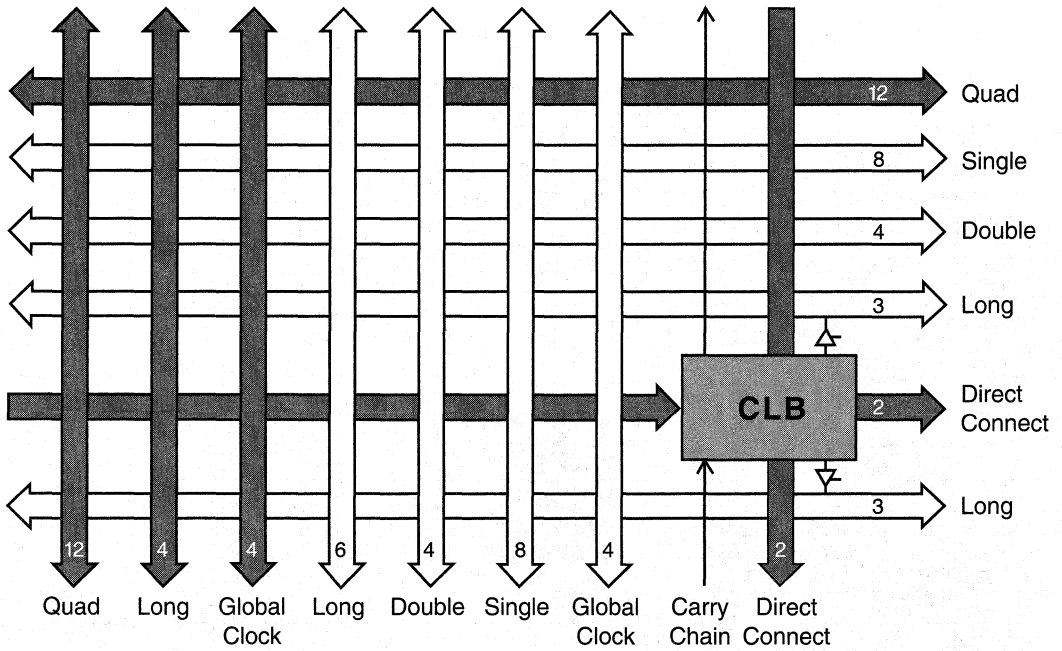 12 Quad
8 Single
4 Double
3 Long
CLB 2 Direct
Connect
3 Long
12 4 4 6 4 8 4 2
Quad Long Global Long Double Single Global Carry Direct
Clock Clock Chain Connect